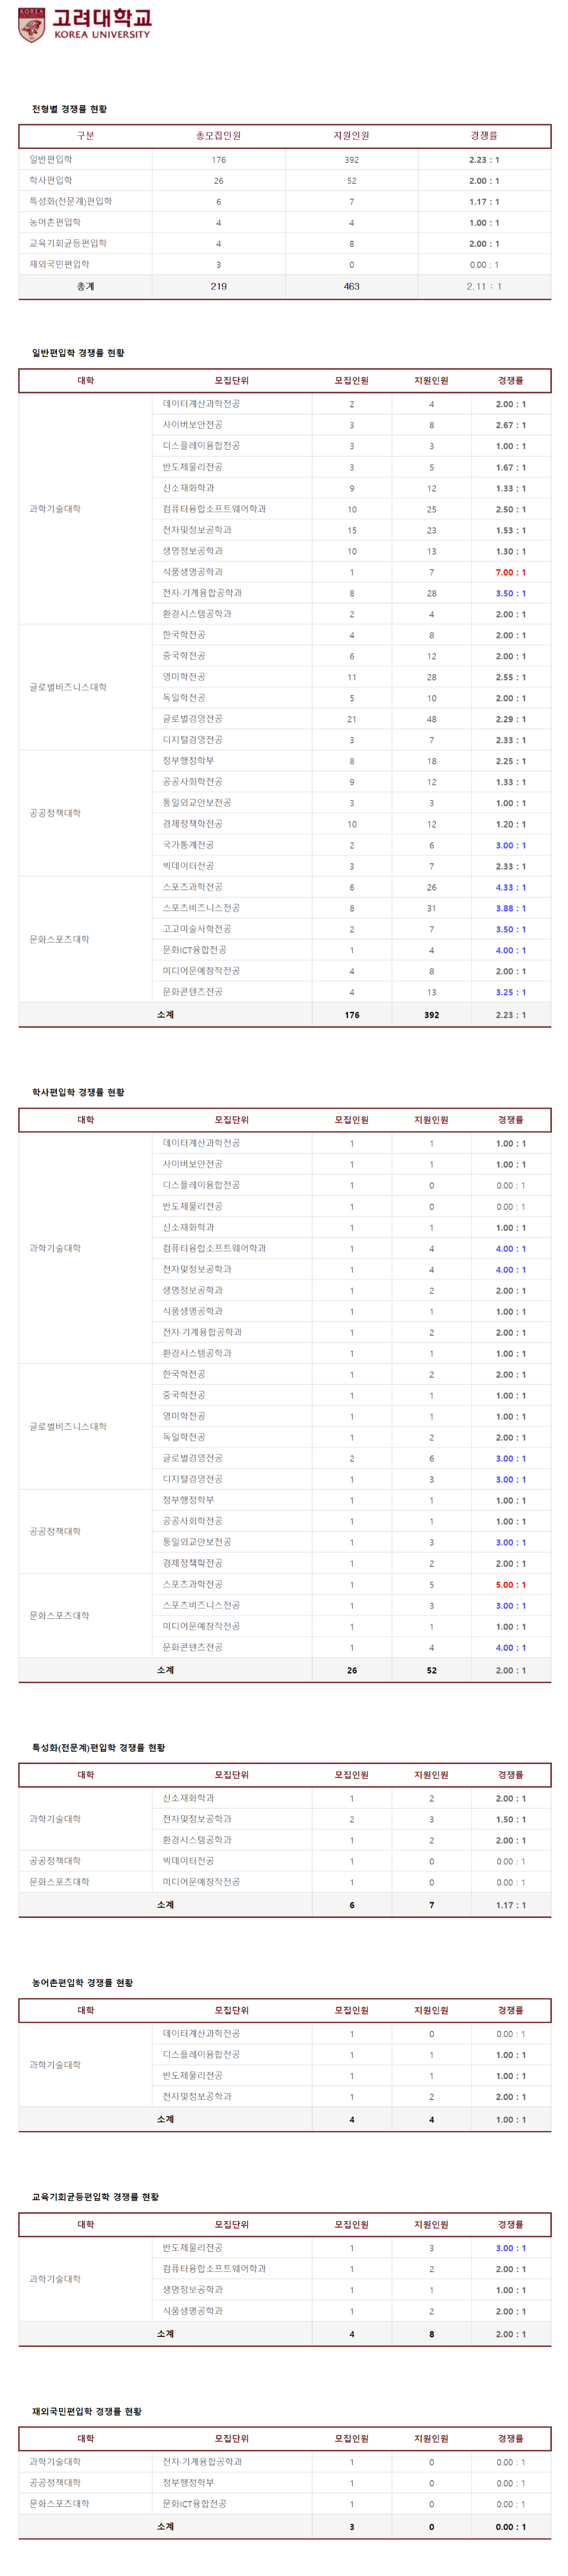 고려대학교
KOREA UNIVERSITY
전형별 경쟁률 현황
구분 총모집인원 지원인원 경쟁률
일반편입학 176 392 2.23 : 1
학사편입학 26 52 2.00 : 1
특성화(전문계)편입학 6 7 1.17 : 1
농어촌편입학 4 4 1.00 : 1
교육기회균등편입학 4 8 2.00 : 1
재외국민편입학 3 0 0.00 : 1
총계 219 463 2.11 : 1
일반편입학 경쟁률 현황
대학 모집단위 모집인원 지원인원 경쟁률
과학기술대학 데이터계산과학전공 2 4 2.00 : 1
사이버보안전공 3 8 2.67 : 1
디스플레이융합전공 3 3 1.00 : 1
반도체물리전공 3 5 1.67 : 1
신소재화학과 9 12 1.33 : 1
컴퓨터융합소프트웨어학과 10 25 2.50 : 1
전자및정보공학과 15 23 1.53 : 1
생명정보공학과 10 13 1.30 : 1
식품생명공학과 1 7 7.00 : 1
전자·기계융합공학과 8 28 3.50 : 1
환경시스템공학과 2 4 2.00 : 1
글로벌비즈니스대학 한국학전공 4 8 2.00 : 1
중국학전공 6 12 2.00 : 1
영미학전공 11 28 2.55 : 1
독일학전공 5 10 2.00 : 1
글로벌경영전공 21 48 2.29 : 1
디지털경영전공 3 7 2.33 : 1
공공정책대학 정부행정학부 8 18 2.25 : 1
공공사회학전공 9 12 1.33 : 1
통일외교안보전공 3 3 1.00 : 1
경제정책학전공 10 12 1.20 : 1
국가통계전공 2 6 3.00 : 1
빅데이터전공 3 7 2.33 : 1
문화스포츠대학 스포츠과학전공 6 26 4.33 : 1
스포츠비즈니스전공 8 31 3.88 : 1
고고미술사학전공 2 7 3.50 : 1
문화ICT융합전공 1 4 4.00 : 1
미디어문예창작전공 4 8 2.00 : 1
문화콘텐츠전공 4 13 3.25 : 1
소계 176 392 2.23 : 1
학사편입학 경쟁률 현황
대학 모집단위 모집인원 지원인원 경쟁률
과학기술대학 데이터계산과학전공 1 1 1.00 : 1
사이버보안전공 1 1 1.00 : 1
디스플레이융합전공 1 0 0.00 : 1
반도체물리전공 1 0 0.00 : 1
신소재화학과 1 1 1.00 : 1
컴퓨터융합소프트웨어학과 1 4 4.00 : 1
전자및정보공학과 1 4 4.00 : 1
생명정보공학과 1 2 2.00 : 1
식품생명공학과 1 1 1.00 : 1
전자·기계융합공학과 1 2 2.00 : 1
환경시스템공학과 1 1 1.00 : 1
글로벌비즈니스대학 한국학전공 1 2 2.00 : 1
중국학전공 1 1 1.00 : 1
영미학전공 1 1 1.00 : 1
독일학전공 1 2 2.00 : 1
글로벌경영전공 2 6 3.00 : 1
디지털경영전공 1 3 3.00 : 1
공공정책대학 정부행정학부 1 1 1.00 : 1
공공사회학전공 1 1 1.00 : 1
통일외교안보전공 1 3 3.00 : 1
경제정책학전공 1 2 2.00 : 1
문화스포츠대학 스포츠과학전공 1 5 5.00 : 1
스포츠비즈니스전공 1 3 3.00 : 1
미디어문예창작전공 1 1 1.00 : 1
문화콘텐츠전공 1 4 4.00 : 1
소계 26 52 2.00 : 1
특성화(전문계)편입학 경쟁률 현황
대학 모집단위 모집인원 지원인원 경쟁률
과학기술대학 신소재화학과 1 2 2.00 : 1
전자및정보공학과 2 3 1.50 : 1
환경시스템공학과 1 2 2.00 : 1
공공정책대학 빅데이터전공 1 0 0.00 : 1
문화스포츠대학 미디어문예창작전공 1 0 0.00 : 1
소계 6 7 1.17 : 1
농어촌편입학 경쟁률 현황
대학 모집단위 모집인원 지원인원 경쟁률
과학기술대학 데이터계산과학전공 1 0 0.00 : 1
디스플레이융합전공 1 1 1.00 : 1
반도체물리전공 1 1 1.00 : 1
전자및정보공학과 1 2 2.00 : 1
소계 4 4 1.00 : 1
교육기회균등편입학 경쟁률 현황
대학 모집단위 모집인원 지원인원 경쟁률
과학기술대학 반도체물리전공 1 3 3.00 : 1
컴퓨터융합소프트웨어학과 1 2 2.00 : 1
생명정보공학과 1 1 1.00 : 1
식품생명공학과 1 2 2.00 : 1
소계 4 8 2.00 : 1
재외국민편입학 경쟁률 현황
대학 모집단위 모집인원 지원인원 경쟁률
과학기술대학 전자·기계융합공학과 1 0 0.00 : 1
공공정책대학 정부행정학부 1 0 0.00 : 1
문화스포츠대학 문화ICT융합전공 1 0 0.00 : 1
소계 3 0 0.00 : 1